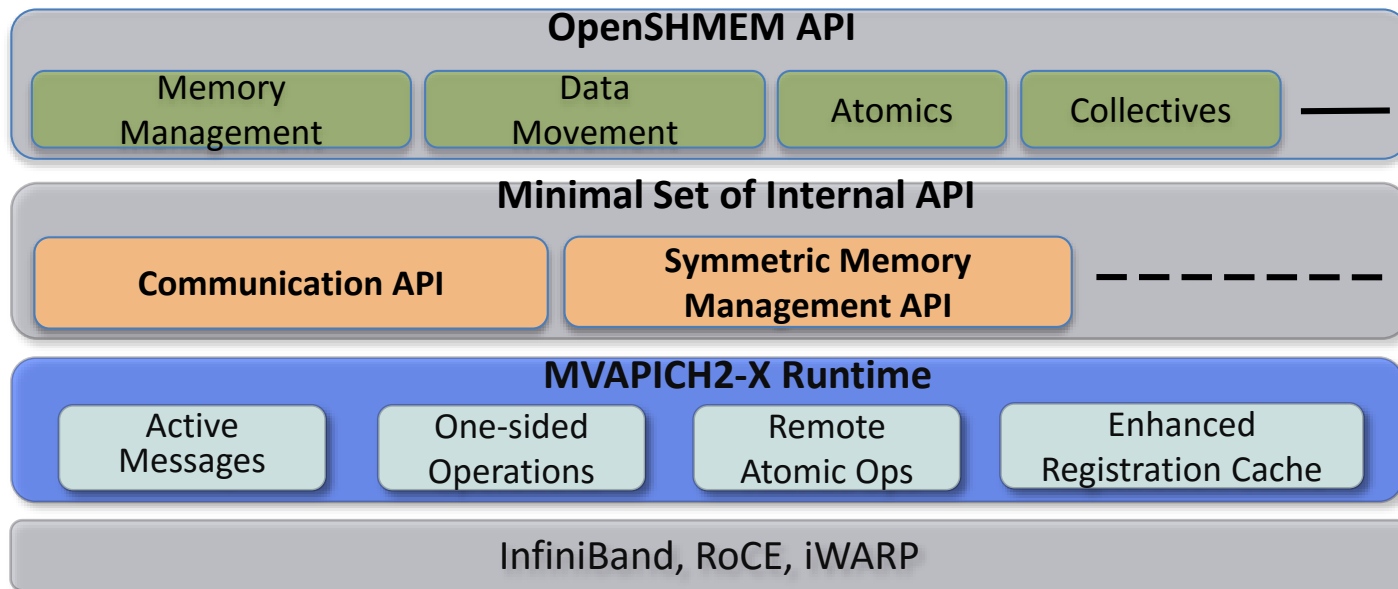 OpenSHMEM API
Memory
Management
Data
Movement
Atomics
Collectives
Minimal Set of Internal API
Communication API
Symmetric Memory
Management API
MVAPICH2-X Runtime
Active
Messages
One-sided
Operations
Remote
Atomic Ops
Enhanced
Registration Cache
InfiniBand, RoCE, iWARP